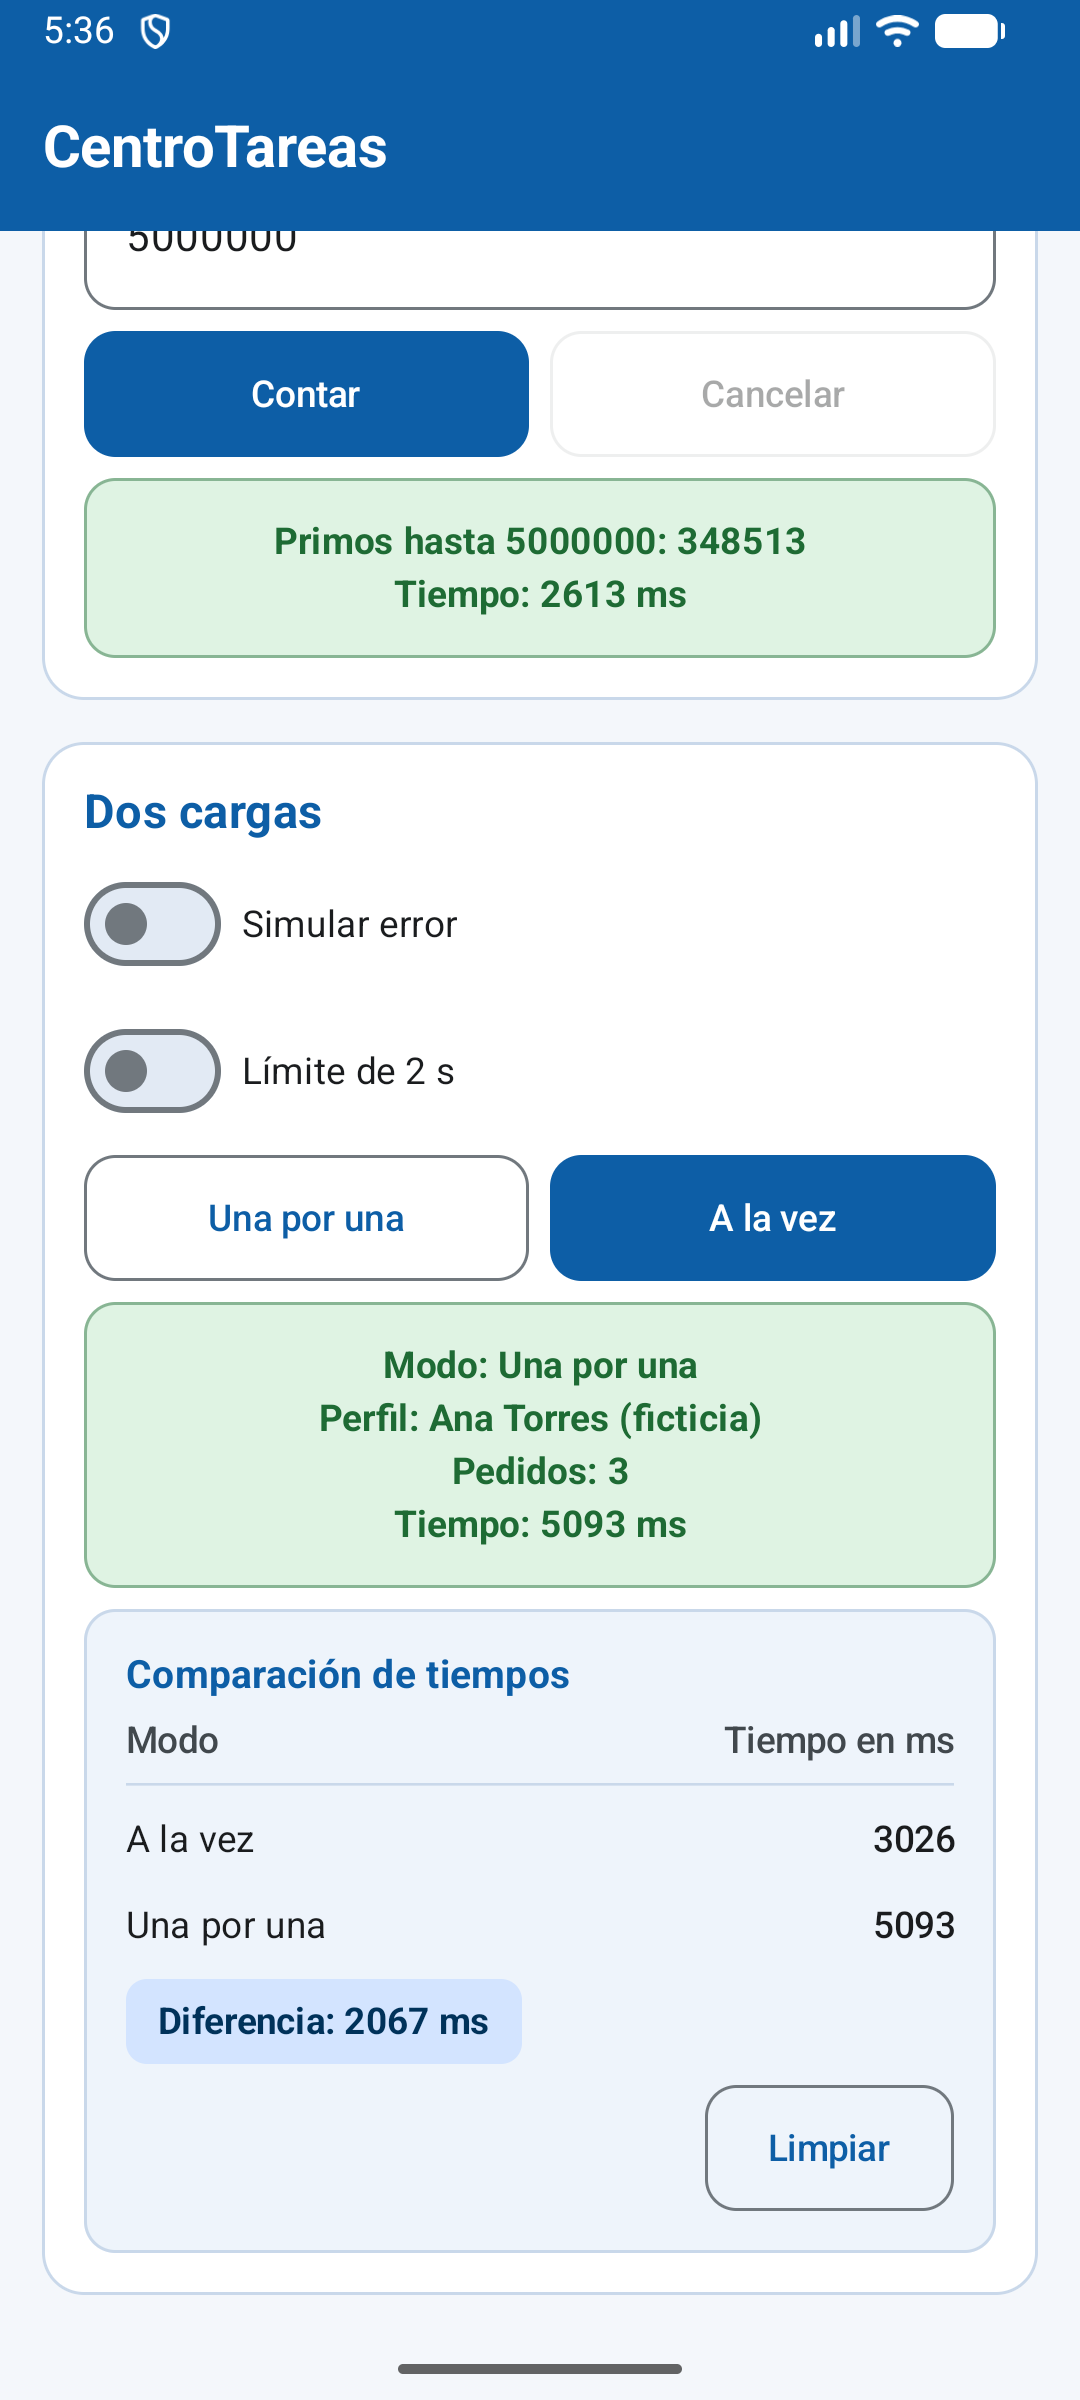 5:36
CentroTareas
5000000
Contar
Cancelar
Primos hasta 5000000: 348513
Tiempo: 2613 ms
Dos cargas
Simular error
Límite de 2 s
Una por una
A la vez
Modo: Una por una
Perfil: Ana Torres (ficticia)
Pedidos: 3
Tiempo: 5093 ms
Comparación de tiempos
Modo Tiempo en ms
A la vez 3026
Una por una 5093
Diferencia: 2067 ms
Limpiar